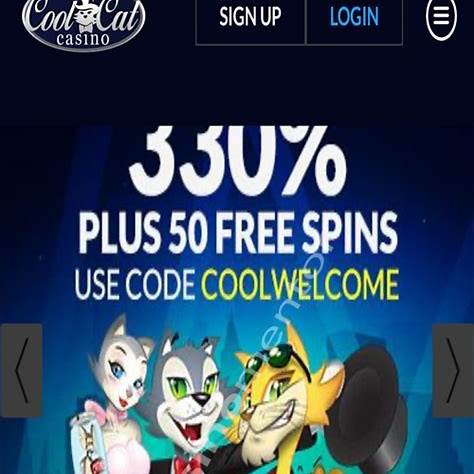 Cool Cat
casino
SIGN UP
LOGIN
330%
PLUS 50 FREE SPINS
USE CODE COOLWELCOME